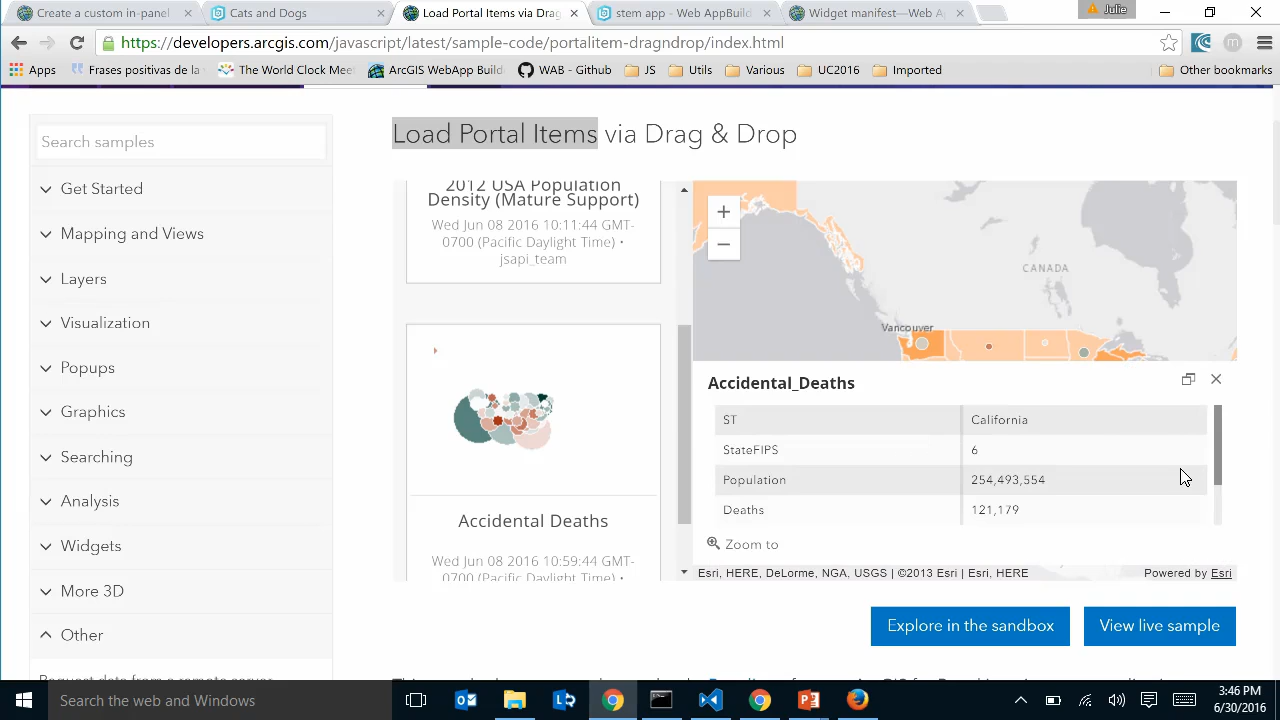 Create a custom in-panel
Cats and Dogs
Load Portal Items via Drag
stem app - Web AppBuild
Widget manifest—Web A
Julie
https://developers.arcgis.com/javascript/latest/sample-code/portalitem-dragndrop/index.html
Apps
Frases positivas de la
The World Clock Meet
ArcGIS WebApp Build
WAB - Github
JS
Utils
Various
UC2016
Imported
Other bookmarks
Load Portal Items via Drag & Drop
Search samples
Get Started
Mapping and Views
Layers
Visualization
Popups
Graphics
Searching
Analysis
Widgets
More 3D
Other
2012 USA Population
Density (Mature Support)
Wed Jun 08 2016 10:11:44 GMT-
0700 (Pacific Daylight Time) •
jsapi_team
Accidental Deaths
Wed Jun 08 2016 10:59:44 GMT-
0700 (Pacific Daylight Time) •
+
−
CANADA
Vancouver
Accidental_Deaths
ST California
StateFIPS 6
Population 254,493,554
Deaths 121,179
Zoom to
Esri, HERE, DeLorme, NGA, USGS | ©2013 Esri | Esri, HERE
Powered by Esri
Explore in the sandbox
View live sample
Search the web and Windows
3:46 PM
6/30/2016